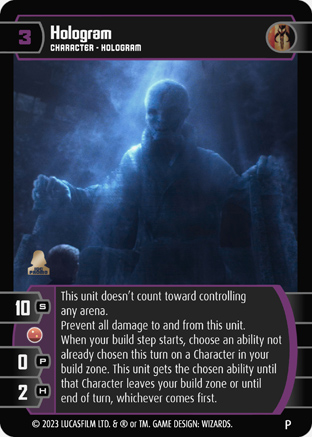 3
Hologram
CHARACTER • HOLOGRAM
10 S
0 P
2 H
This unit doesn't count toward controlling
any arena.
Prevent all damage to and from this unit.
When your build step starts, choose an ability not
already chosen this turn on a Character in your
build zone. This unit gets the chosen ability until
that Character leaves your build zone or until
end of turn, whichever comes first.
© 2023 LUCASFILM LTD. & ® or TM. GAME DESIGN: WIZARDS.
P